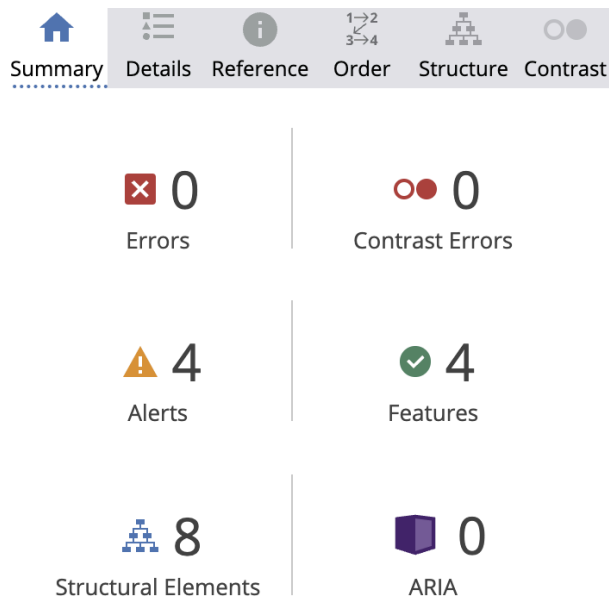 1→2
3→4
Summary Details Reference Order Structure Contrast
0 0
Errors Contrast Errors
4 4
Alerts Features
8 0
Structural Elements ARIA